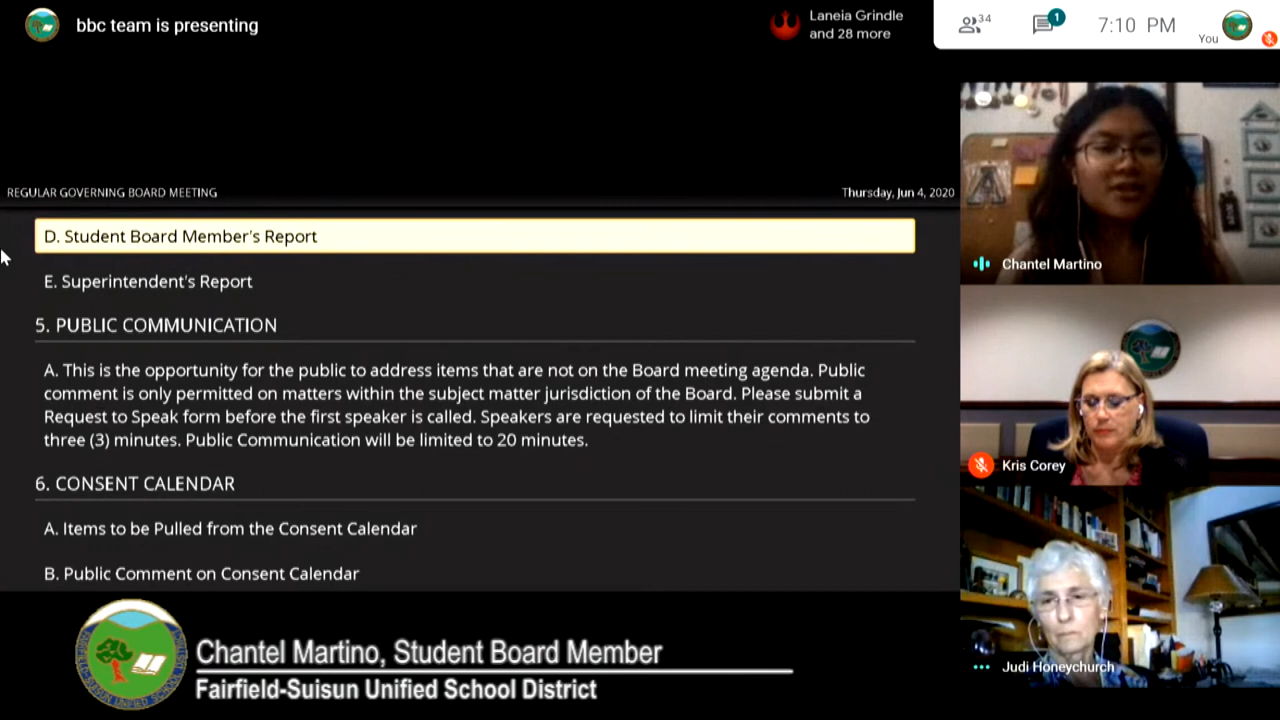 bbc team is presenting
Laneia Grindle
and 28 more
34
1
7:10 PM
You
REGULAR GOVERNING BOARD MEETING
Thursday, Jun 4, 2020
D. Student Board Member's Report
E. Superintendent's Report
5. PUBLIC COMMUNICATION
A. This is the opportunity for the public to address items that are not on the Board meeting agenda. Public
comment is only permitted on matters within the subject matter jurisdiction of the Board. Please submit a
Request to Speak form before the first speaker is called. Speakers are requested to limit their comments to
three (3) minutes. Public Communication will be limited to 20 minutes.
6. CONSENT CALENDAR
A. Items to be Pulled from the Consent Calendar
B. Public Comment on Consent Calendar
Chantel Martino
Kris Corey
Judi Honeychurch
Chantel Martino, Student Board Member
Fairfield-Suisun Unified School District